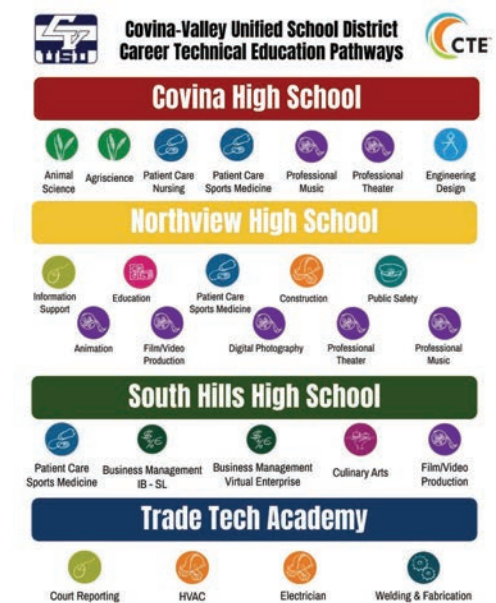 CV
USD
Covina-Valley Unified School District
Career Technical Education Pathways
CTE
Covina High School
Animal
Science
Agriscience
Patient Care
Nursing
Patient Care
Sports Medicine
Professional
Music
Professional
Theater
Engineering
Design
Northview High School
Information
Support
Education
Patient Care
Sports Medicine
Construction
Public Safety
Animation
Film/Video
Production
Digital Photography
Professional
Theater
Professional
Music
South Hills High School
Patient Care
Sports Medicine
Business Management
IB - SL
Business Management
Virtual Enterprise
Culinary Arts
Film/Video
Production
Trade Tech Academy
Court Reporting
HVAC
Electrician
Welding & Fabrication